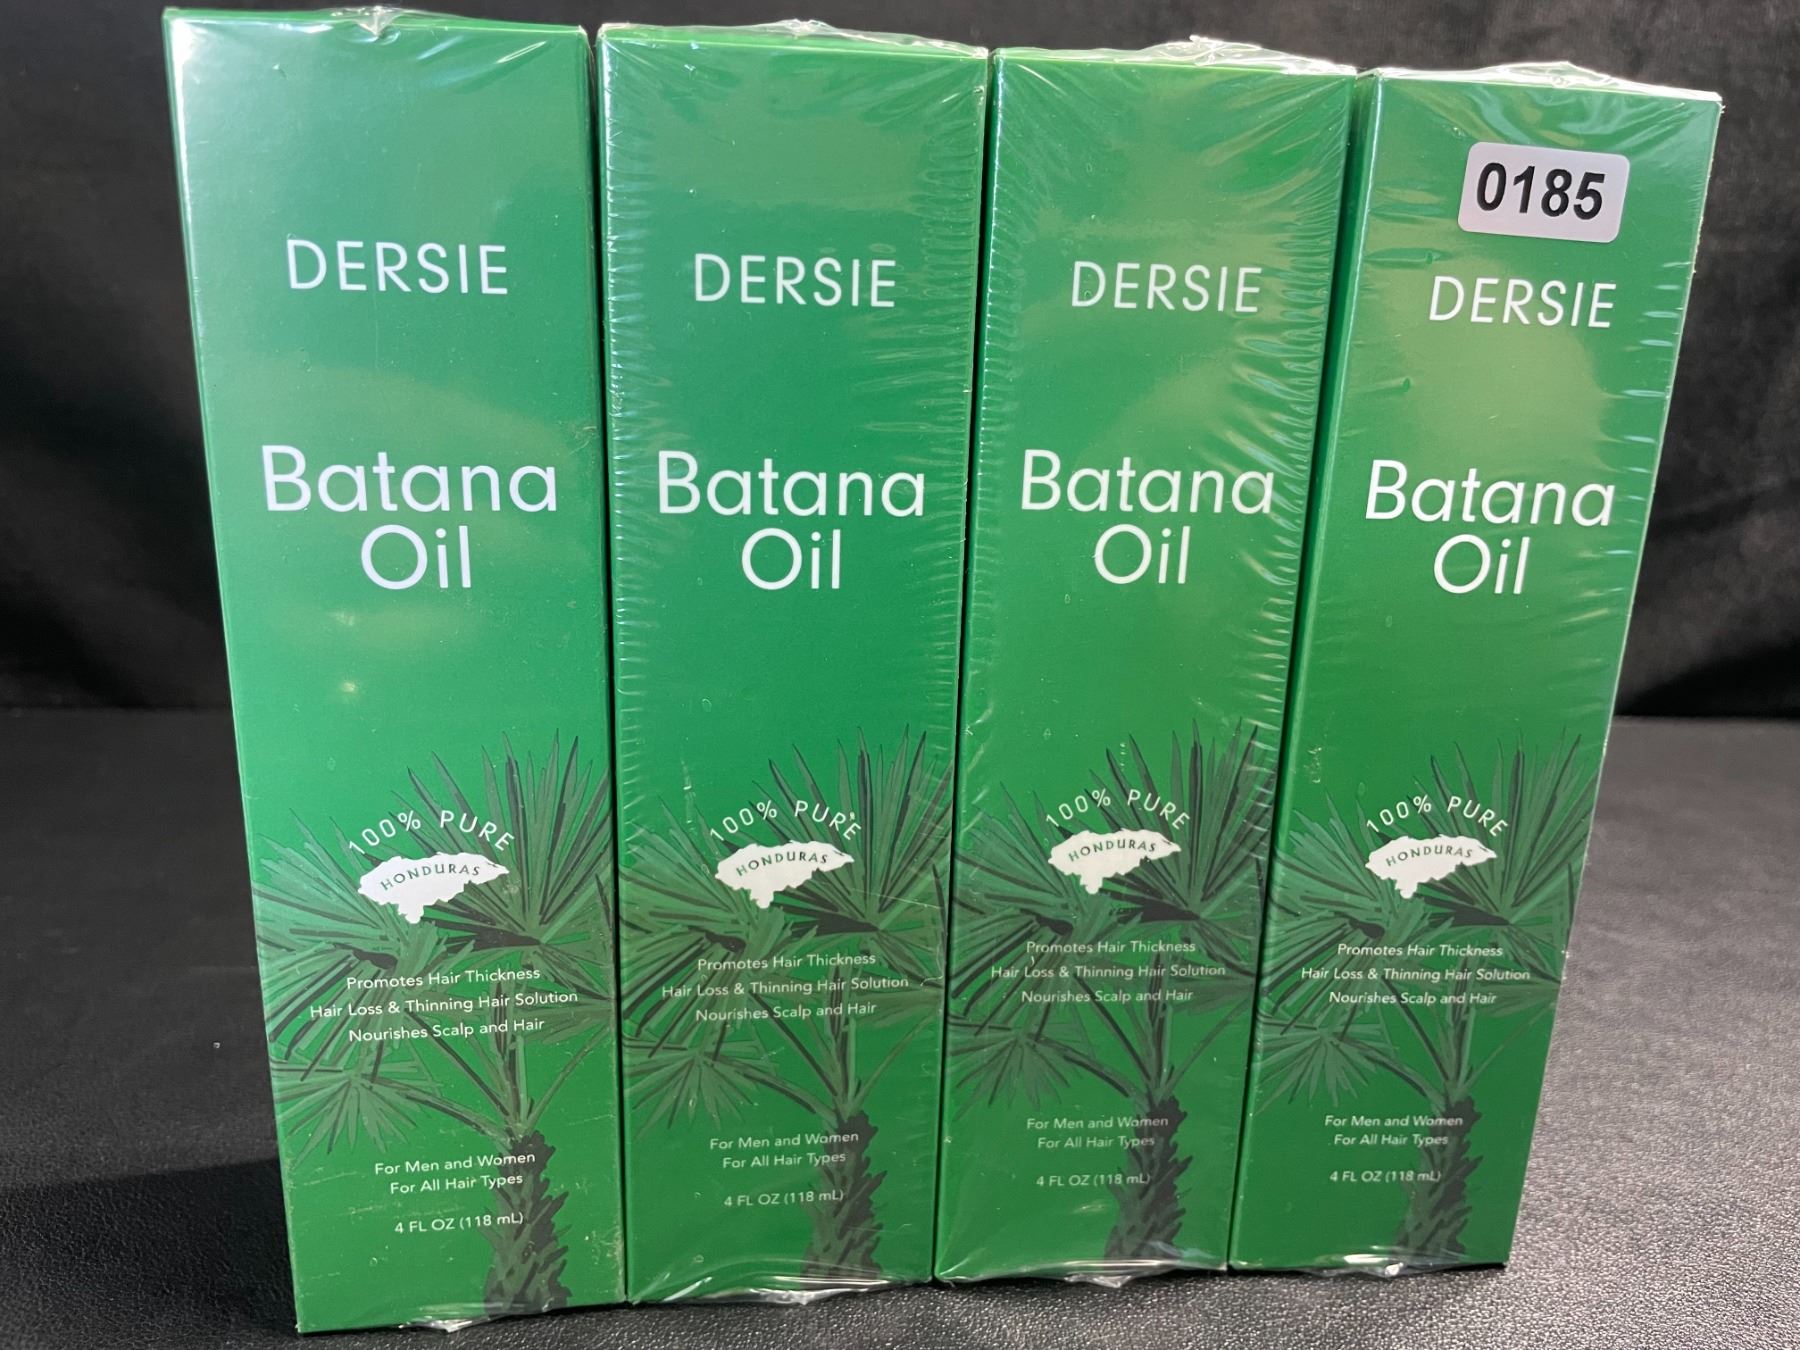 DERSIE
Batana
Oil
100% PURE
HONDURAS
Promotes Hair Thickness
Hair Loss & Thinning Hair Solution
Nourishes Scalp and Hair
For Men and Women
For All Hair Types
4 FL OZ (118 mL)
DERSIE
Batana
Oil
100% PURE
HONDURAS
Promotes Hair Thickness
Hair Loss & Thinning Hair Solution
Nourishes Scalp and Hair
For Men and Women
For All Hair Types
4 FL OZ (118 mL)
DERSIE
Batana
Oil
100% PURE
HONDURAS
Promotes Hair Thickness
Hair Loss & Thinning Hair Solution
Nourishes Scalp and Hair
For Men and Women
For All Hair Types
4 FL OZ (118 mL)
0185
DERSIE
Batana
Oil
100% PURE
HONDURAS
Promotes Hair Thickness
Hair Loss & Thinning Hair Solution
Nourishes Scalp and Hair
For Men and Women
For All Hair Types
4 FL OZ (118 mL)